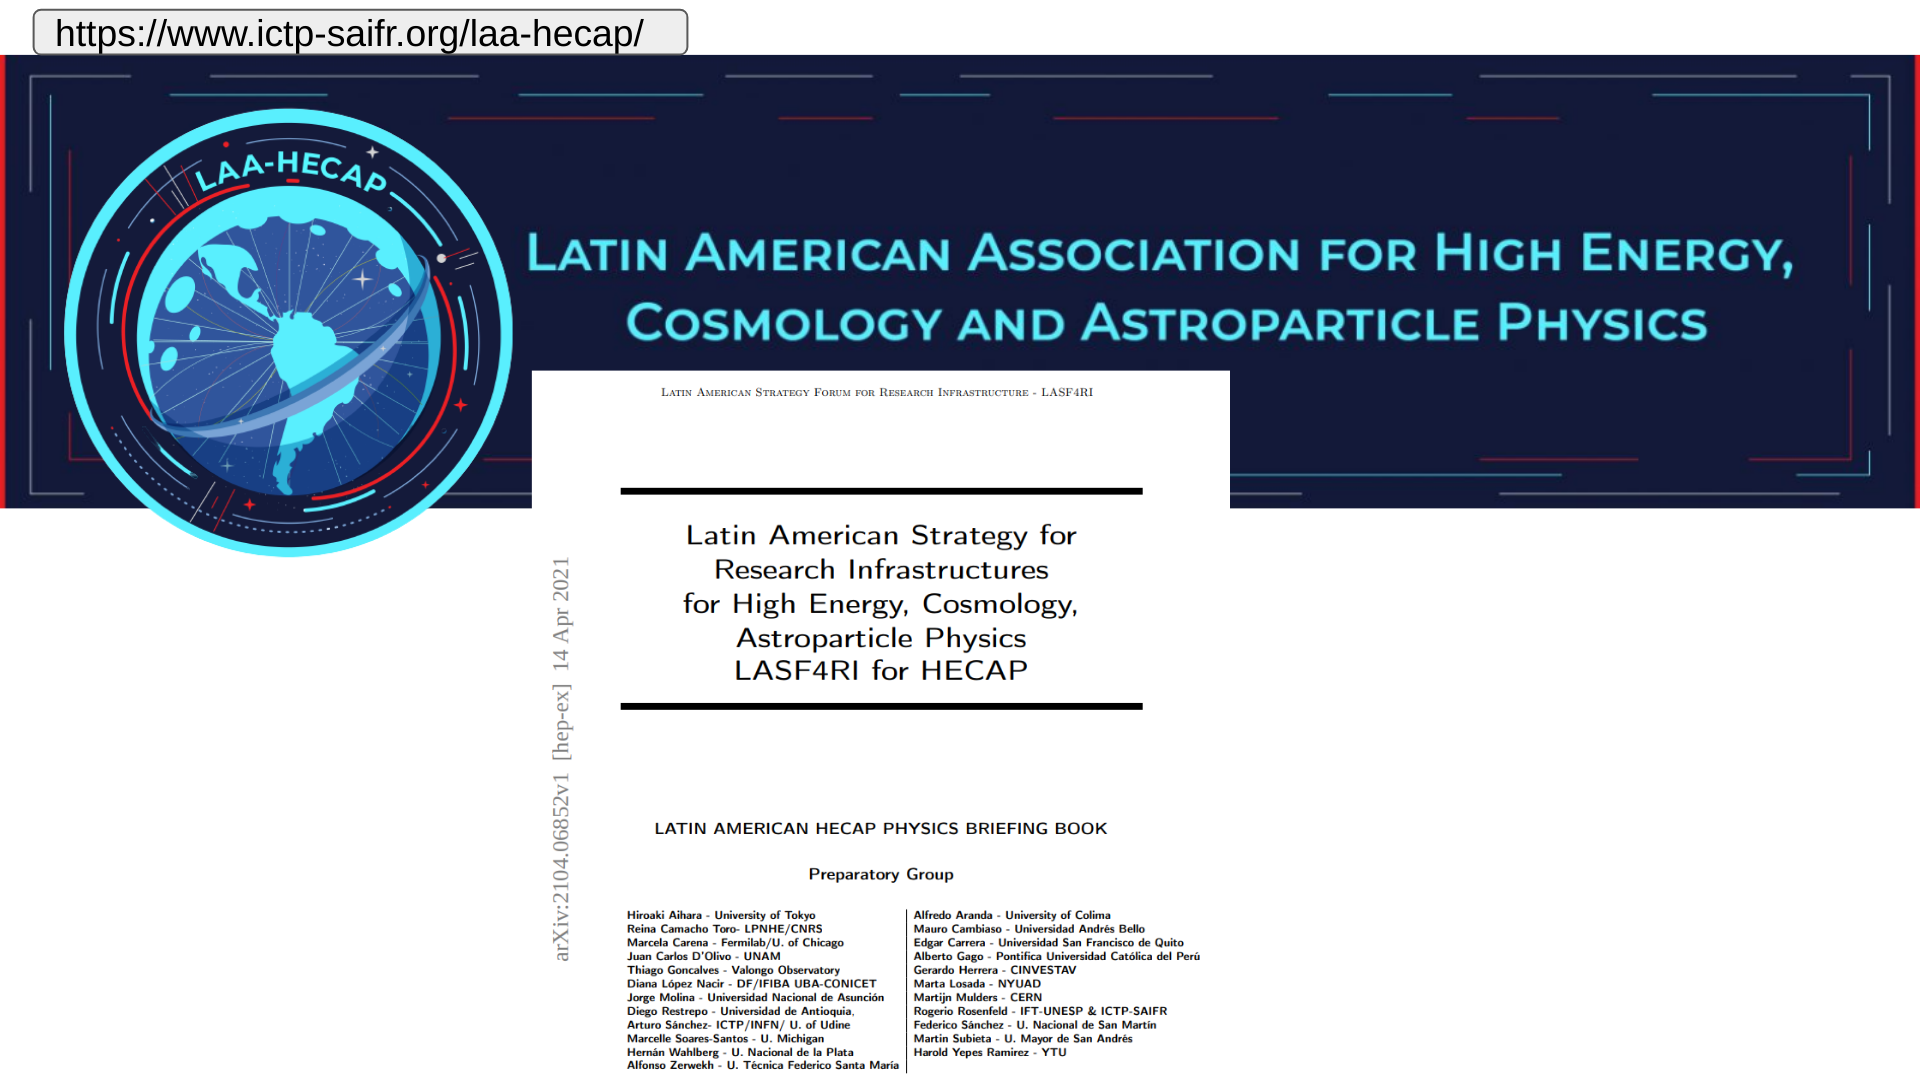 https://www.ictp-saifr.org/laa-hecap/
LAA-HECAP
Latin American Association for High Energy,
Cosmology and Astroparticle Physics
Latin American Strategy Forum for Research Infrastructure - LASF4RI
Latin American Strategy for
Research Infrastructures
for High Energy, Cosmology,
Astroparticle Physics
LASF4RI for HECAP
arXiv:2104.06852v1 [hep-ex] 14 Apr 2021
LATIN AMERICAN HECAP PHYSICS BRIEFING BOOK
Preparatory Group
Hiroaki Aihara - University of Tokyo
Reina Camacho Toro- LPNHE/CNRS
Marcela Carena - Fermilab/U. of Chicago
Juan Carlos D'Olivo - UNAM
Thiago Goncalves - Valongo Observatory
Diana López Nacir - DF/IFIBA UBA-CONICET
Jorge Molina - Universidad Nacional de Asunción
Diego Restrepo - Universidad de Antioquia,
Arturo Sánchez- ICTP/INFN/ U. of Udine
Marcelle Soares-Santos - U. Michigan
Hernán Wahlberg - U. Nacional de la Plata
Alfonso Zerwekh - U. Técnica Federico Santa María
Alfredo Aranda - University of Colima
Mauro Cambiaso - Universidad Andrés Bello
Edgar Carrera - Universidad San Francisco de Quito
Alberto Gago - Pontifica Universidad Católica del Perú
Gerardo Herrera - CINVESTAV
Marta Losada - NYUAD
Martijn Mulders - CERN
Rogerio Rosenfeld - IFT-UNESP & ICTP-SAIFR
Federico Sánchez - U. Nacional de San Martín
Martin Subieta - U. Mayor de San Andrés
Harold Yepes Ramirez - YTU